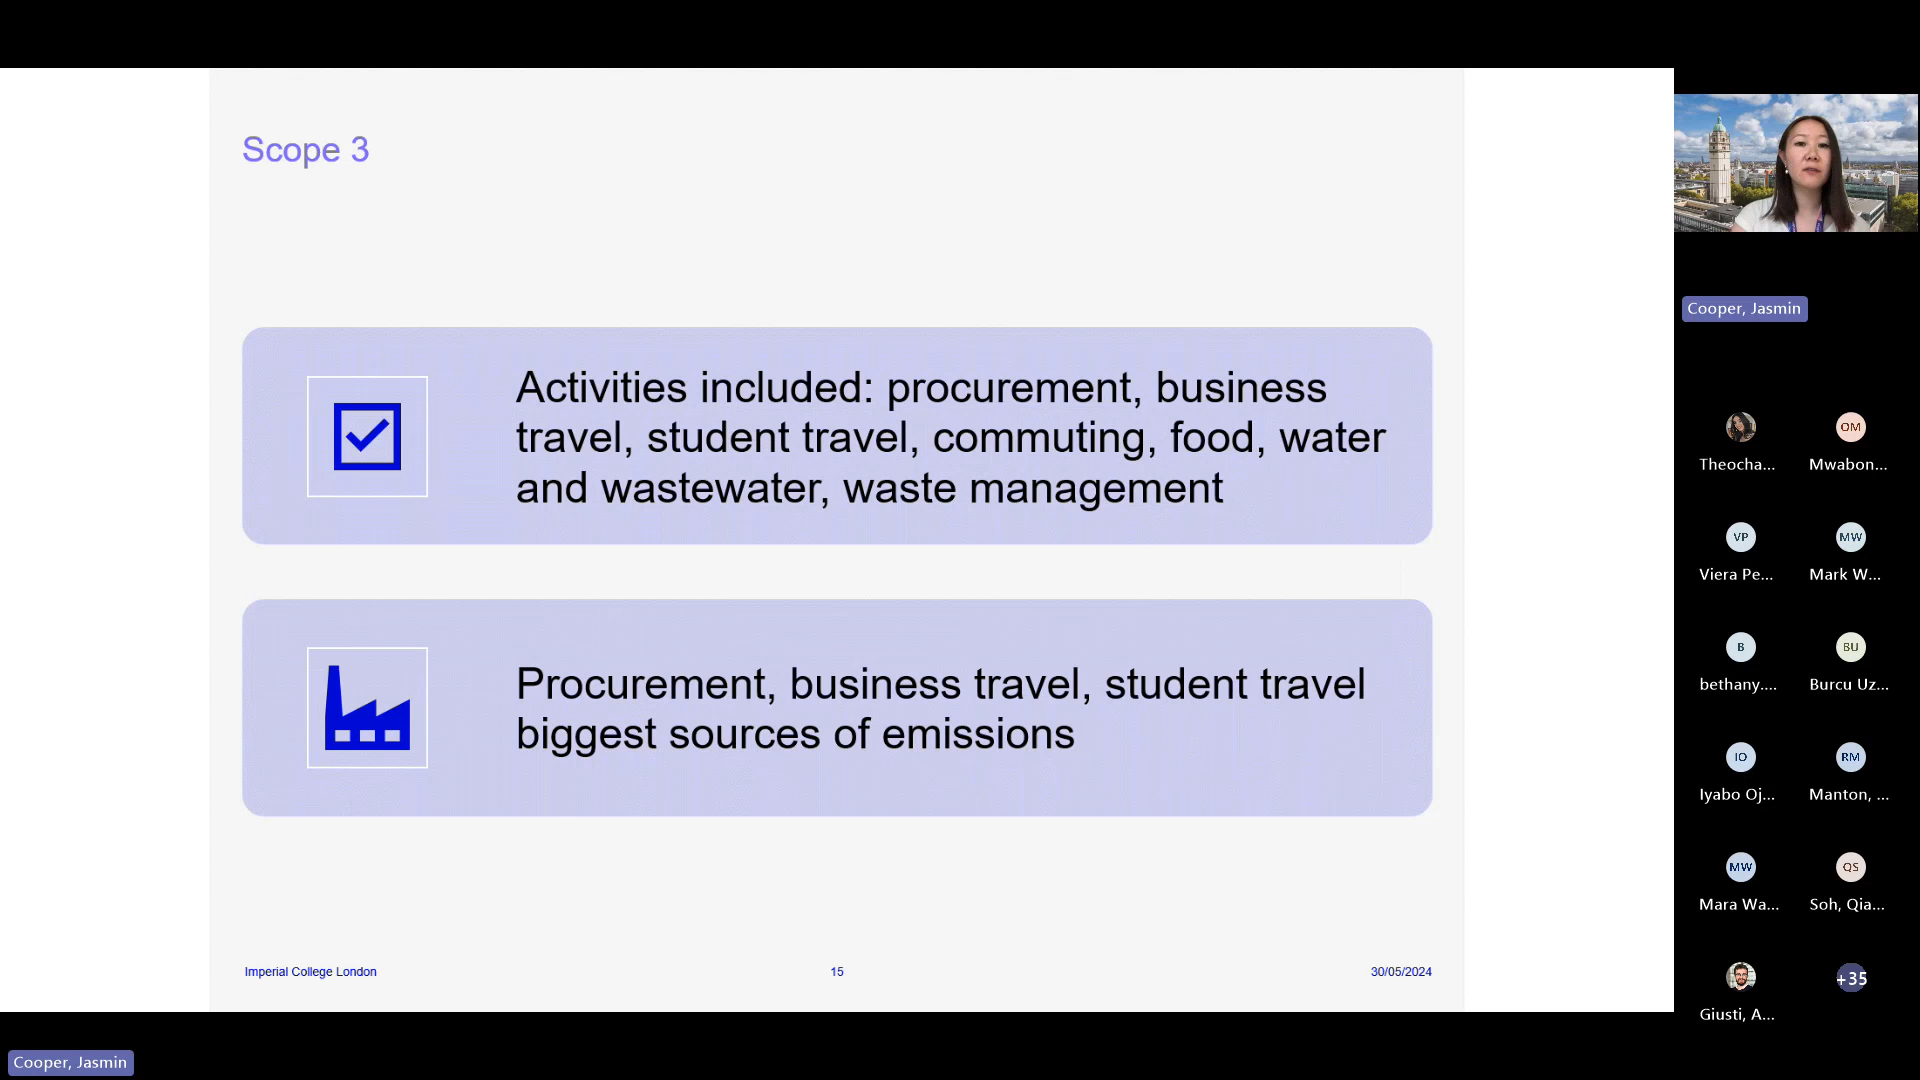 Scope 3
Activities included: procurement, business
travel, student travel, commuting, food, water
and wastewater, waste management
Procurement, business travel, student travel
biggest sources of emissions
Imperial College London
15
30/05/2024
Cooper, Jasmin
Theocha...
OM
Mwabon...
VP
Viera Pe...
MW
Mark W...
B
bethany....
BU
Burcu Uz...
IO
Iyabo Oj...
RM
Manton, ...
MW
Mara Wa...
QS
Soh, Qia...
Giusti, A...
+35
Cooper, Jasmin